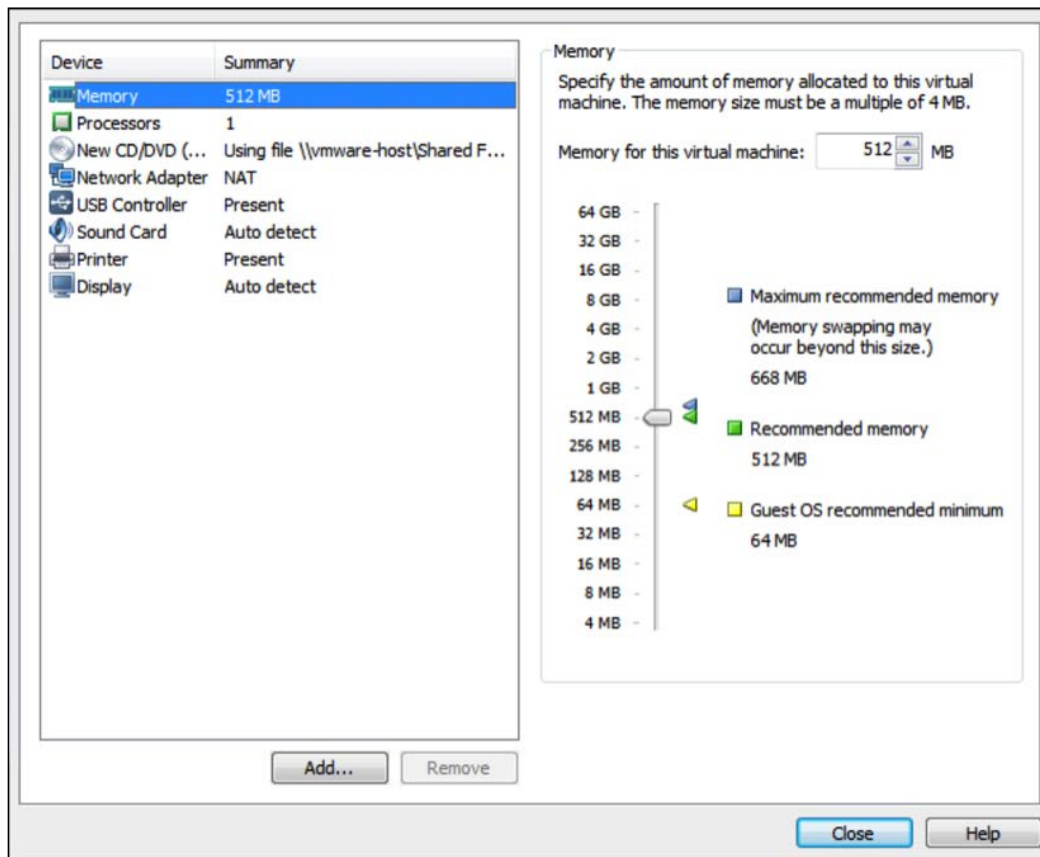 Device Summary
Memory 512 MB
Processors 1
New CD/DVD (... Using file \\vmware-host\Shared F...
Network Adapter NAT
USB Controller Present
Sound Card Auto detect
Printer Present
Display Auto detect
Add...
Remove
Memory
Specify the amount of memory allocated to this virtual
machine. The memory size must be a multiple of 4 MB.
Memory for this virtual machine: 512 MB
64 GB
32 GB
16 GB
8 GB
4 GB
2 GB
1 GB
512 MB
256 MB
128 MB
64 MB
32 MB
16 MB
8 MB
4 MB
Maximum recommended memory
(Memory swapping may
occur beyond this size.)
668 MB
Recommended memory
512 MB
Guest OS recommended minimum
64 MB
Close
Help